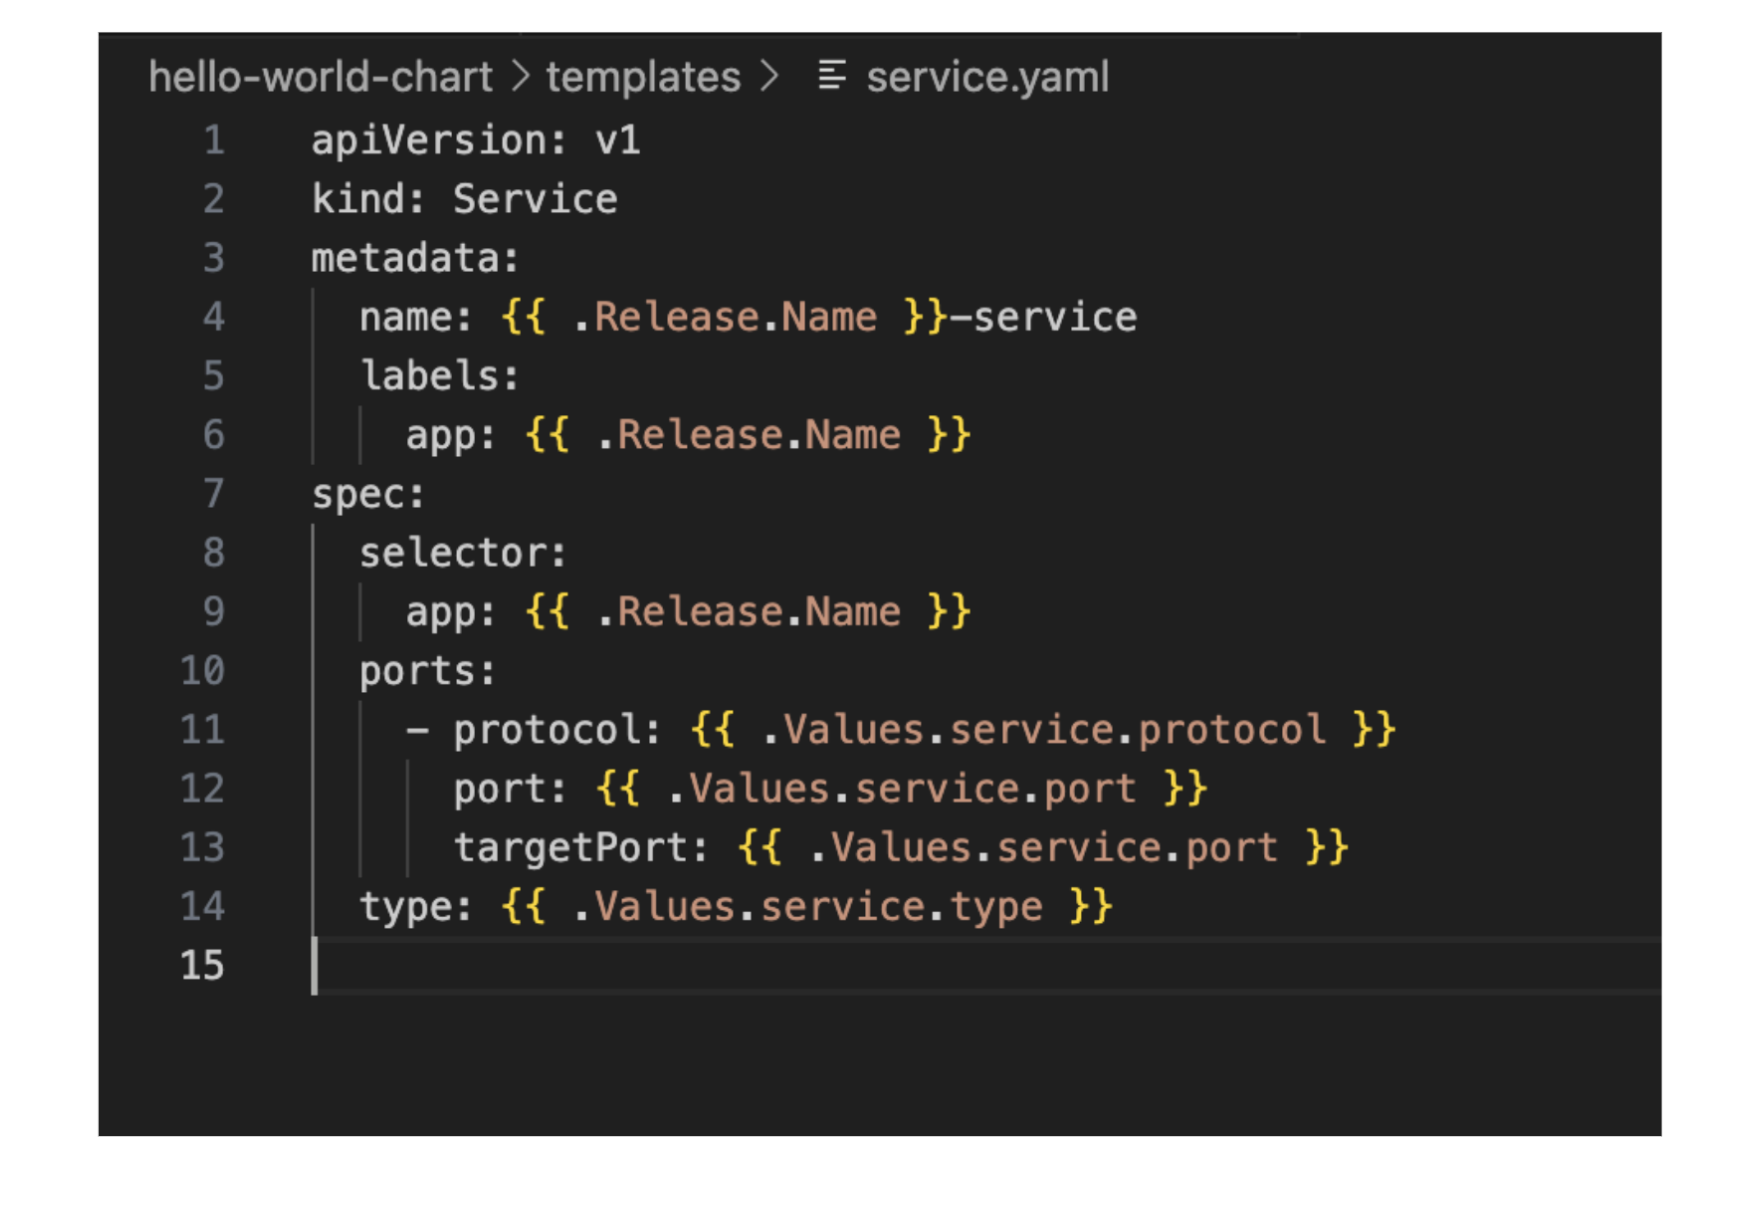 hello-world-chart > templates > service.yaml
1 apiVersion: v1
2 kind: Service
3 metadata:
4   name: {{ .Release.Name }}-service
5   labels:
6     app: {{ .Release.Name }}
7 spec:
8   selector:
9     app: {{ .Release.Name }}
10   ports:
11     - protocol: {{ .Values.service.protocol }}
12       port: {{ .Values.service.port }}
13       targetPort: {{ .Values.service.port }}
14   type: {{ .Values.service.type }}
15